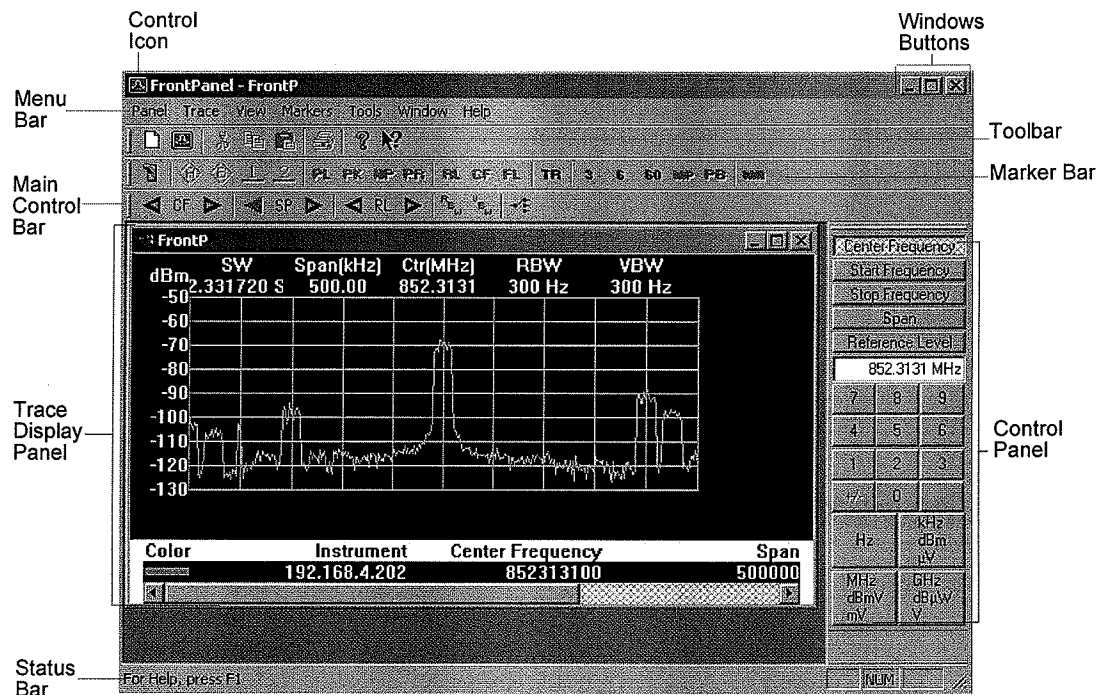 Control
Icon
Windows
Buttons
FrontPanel - FrontP
Menu
Bar
Panel Trace View Markers Tools Window Help
Toolbar
PL PK NP PR RL CF FL TR 3 6 60 PB
Marker Bar
Main
Control
Bar
CF SP RL
FrontP
dBm SW Span(kHz) Ctr(MHz) RBW VBW
2.331720 S 500.00 852.3131 300 Hz 300 Hz
-50
-60
-70
-80
-90
-100
-110
-120
-130
Trace
Display
Panel
Color Instrument Center Frequency Span
192.168.4.202 852313100 500000
Center Frequency
Start Frequency
Stop Frequency
Span
Reference Level
852.3131 MHz
7 8 9
4 5 6
1 2 3
+/- 0
Hz
kHz
dBm
µV
MHz
dBmV
mV
GHz
dBµW
V
Control
Panel
Status
Bar
For Help, press F1
NUM